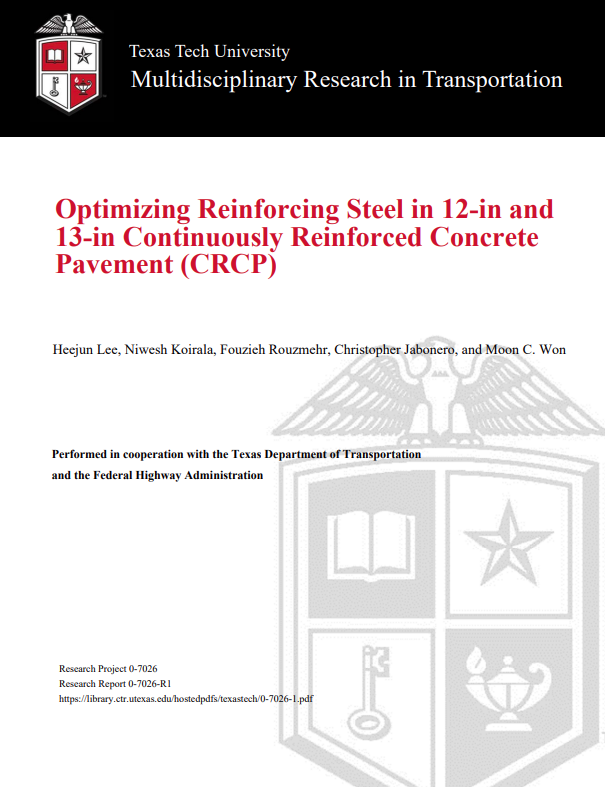 Texas Tech University
Multidisciplinary Research in Transportation
Optimizing Reinforcing Steel in 12-in and
13-in Continuously Reinforced Concrete
Pavement (CRCP)
Heejun Lee, Niwesh Koirala, Fouzieh Rouzmehr, Christopher Jabonero, and Moon C. Won
Performed in cooperation with the Texas Department of Transportation
and the Federal Highway Administration
Research Project 0-7026
Research Report 0-7026-R1
https://library.ctr.utexas.edu/hostedpdfs/texastech/0-7026-1.pdf